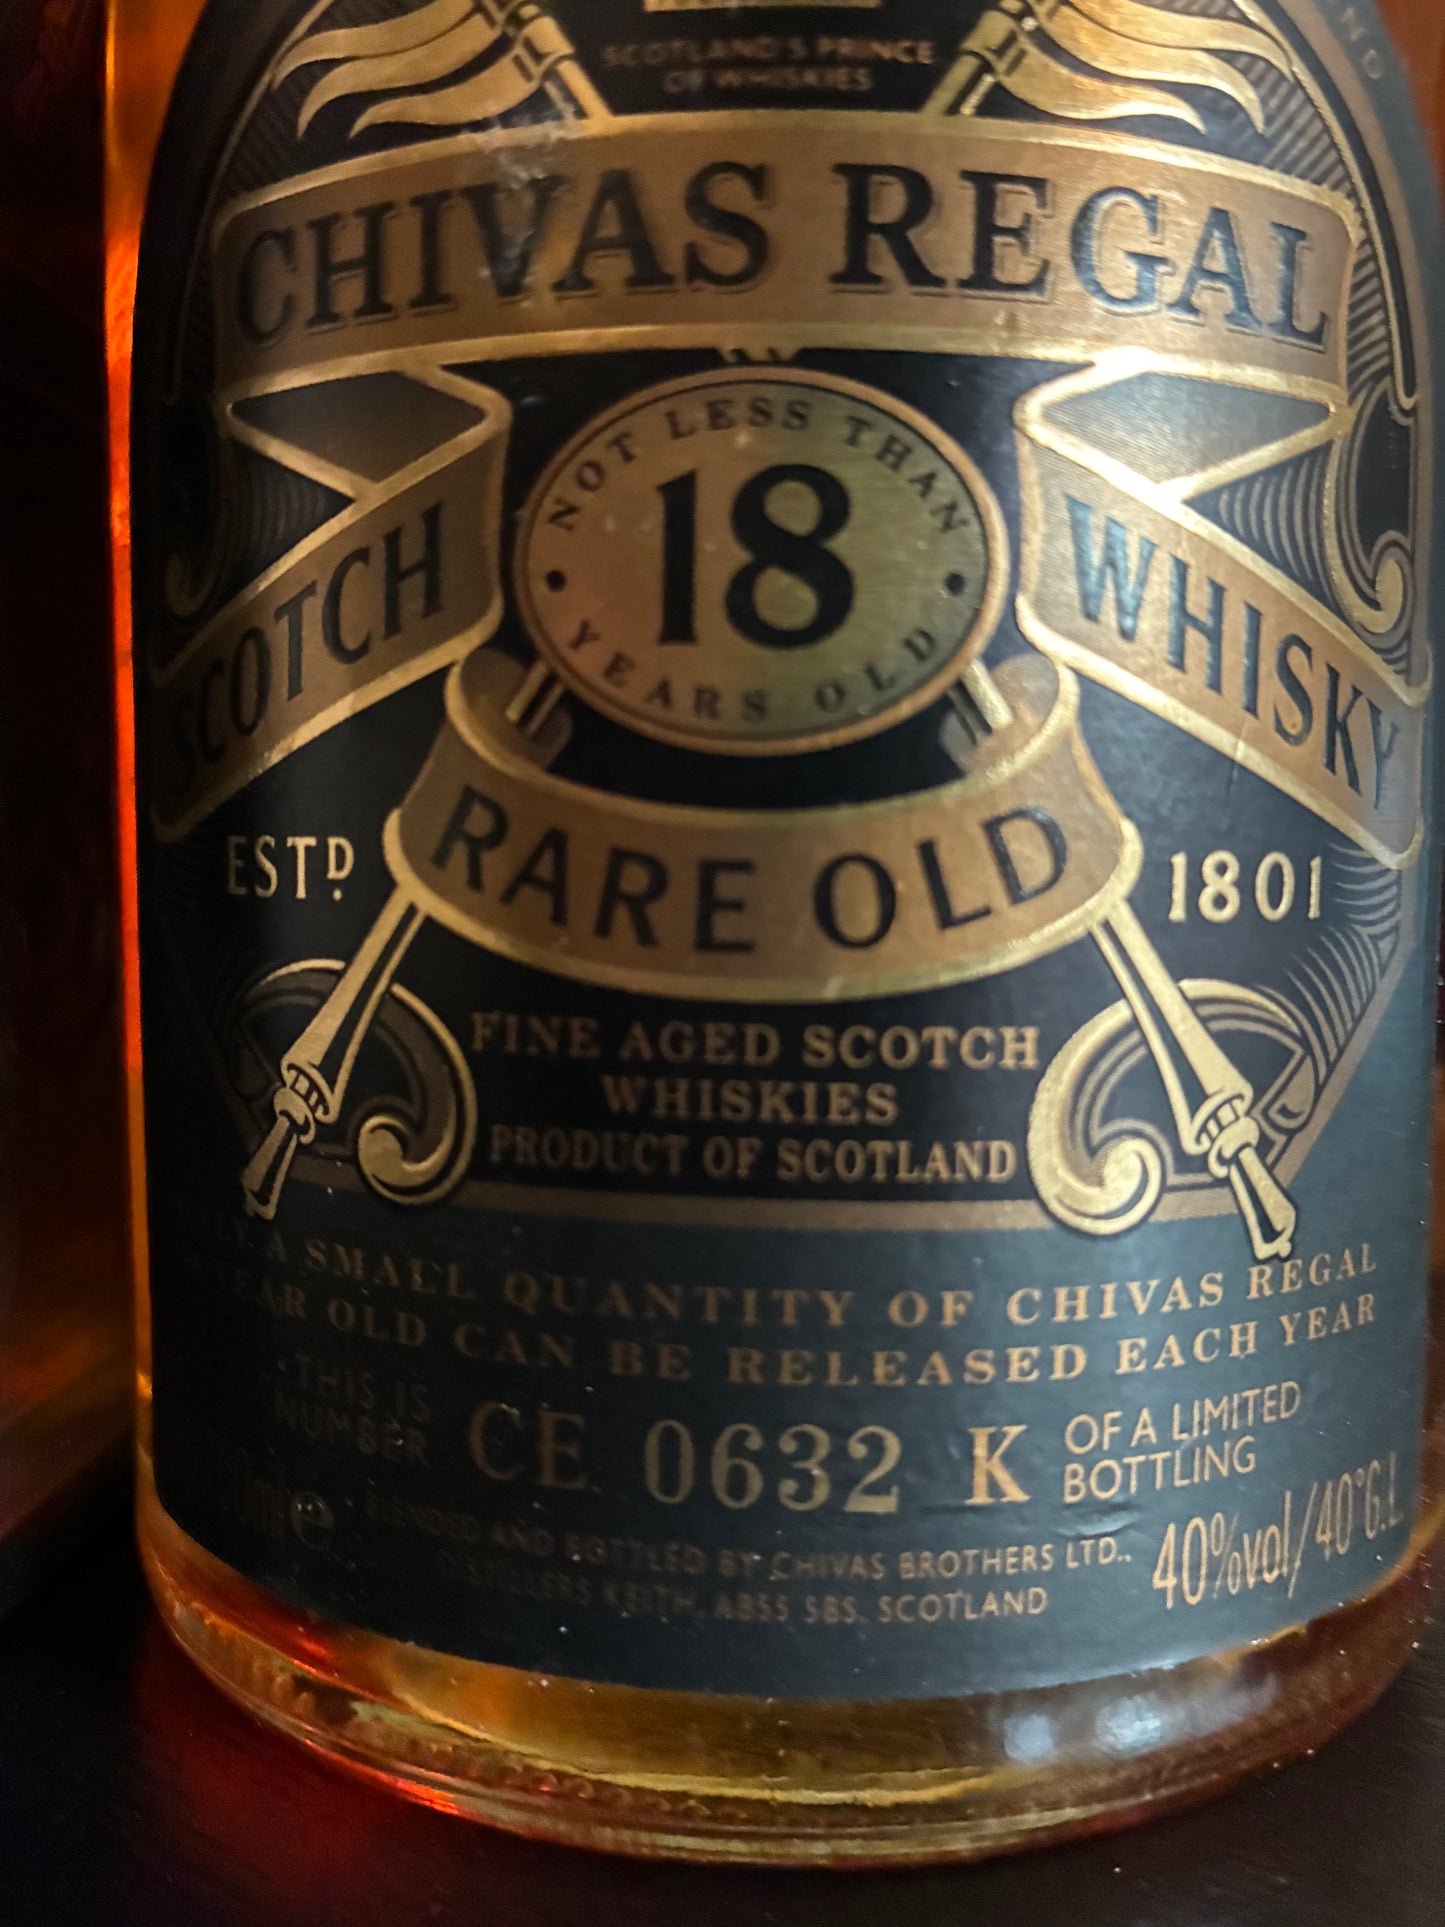 SCOTLAND'S PRINCE
OF WHISKIES
CHIVAS REGAL
NOT LESS THAN
18
YEARS OLD
SCOTCH
WHISKY
RARE OLD
ESTD.
1801
FINE AGED SCOTCH
WHISKIES
PRODUCT OF SCOTLAND
A SMALL QUANTITY OF CHIVAS REGAL
YEAR OLD CAN BE RELEASED EACH YEAR
THIS IS
NUMBER
CE 0632 K
OF A LIMITED
BOTTLING
BLENDED AND BOTTLED BY CHIVAS BROTHERS LTD.,
DISTILLERS KEITH, AB55 5BS. SCOTLAND
40%vol/40°G.L.